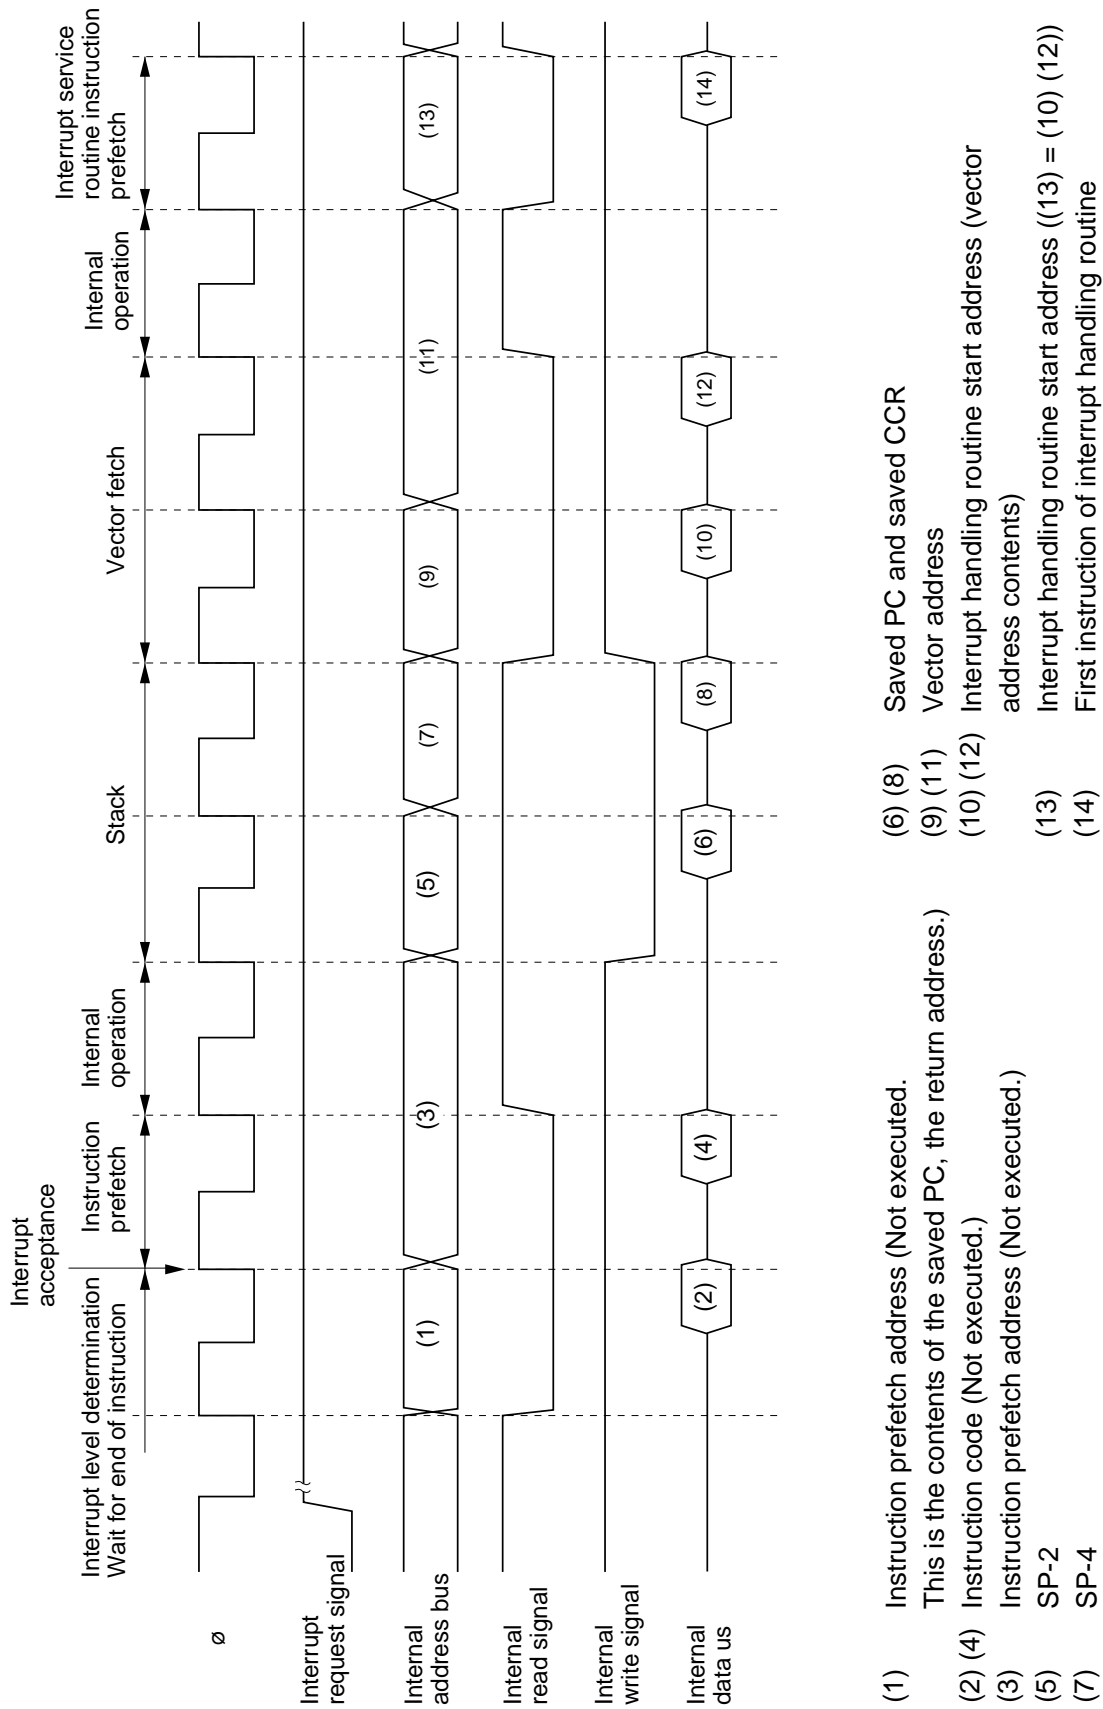 Interrupt
acceptance
Interrupt level determination
Wait for end of instruction
Instruction
prefetch
Internal
operation
Stack
Vector fetch
Internal
operation
Interrupt service
routine instruction
prefetch
ø
Interrupt
request signal
Internal
address bus
(1)
(3)
(5)
(7)
(9)
(11)
(13)
Internal
read signal
Internal
write signal
Internal
data us
(2)
(4)
(6)
(8)
(10)
(12)
(14)
(1) Instruction prefetch address (Not executed.
This is the contents of the saved PC, the return address.)
(2) (4) Instruction code (Not executed.)
(3) Instruction prefetch address (Not executed.)
(5) SP-2
(7) SP-4
(6) (8) Saved PC and saved CCR
(9) (11) Vector address
(10) (12) Interrupt handling routine start address (vector
address contents)
(13) Interrupt handling routine start address ((13) = (10) (12))
(14) First instruction of interrupt handling routine